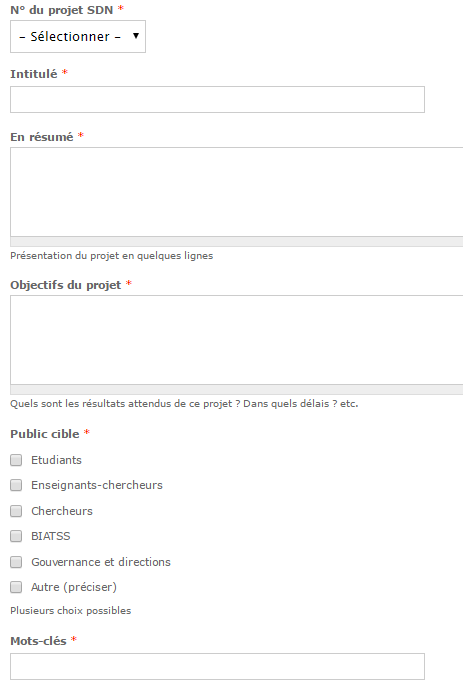 N° du projet SDN *
– Sélectionner –
Intitulé *
En résumé *
Présentation du projet en quelques lignes
Objectifs du projet *
Quels sont les résultats attendus de ce projet ? Dans quels délais ? etc.
Public cible *
Etudiants
Enseignants-chercheurs
Chercheurs
BIATSS
Gouvernance et directions
Autre (préciser)
Plusieurs choix possibles
Mots-clés *